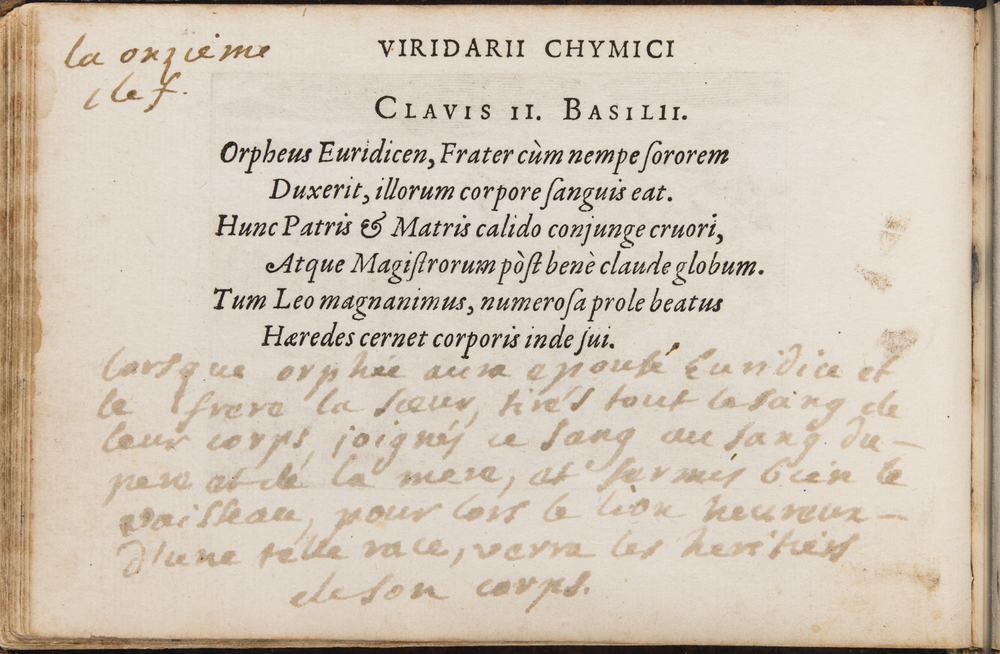 la onzieme
clef.
VIRIDARII CHYMICI
CLAVIS II. BASILII.
Orpheus Euridicen, Frater cùm nempe ſororem
Duxerit, illorum corpore ſanguis eat.
Hunc Patris & Matris calido conjunge cruori,
Atque Magiſtrorum pòſt benè claude globum.
Tum Leo magnanimus, numeroſa prole beatus
Hæredes cernet corporis inde ſui.
lorsque orphée aura epousé Euridice et
le frere la sœur, tirés tout le sang de
leur corps, joignés ce sang au sang du
pere et de la mere, et fermés bien le
vaisseau, pour lors le lion heureux
d'une telle race, verra les heritiers
de son corps.